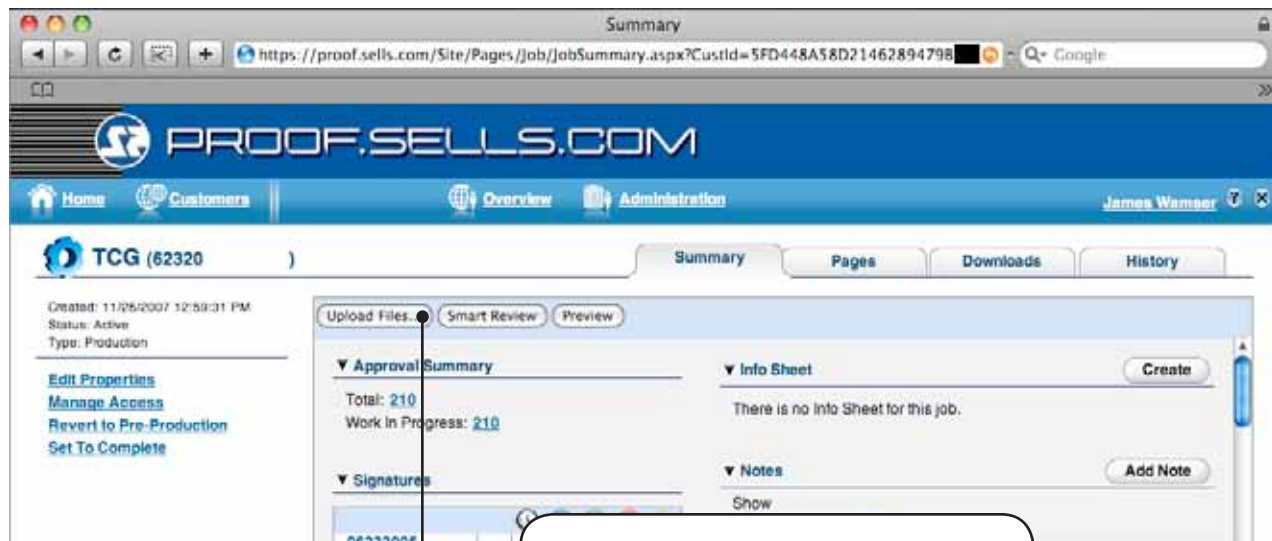 Summary
https://proof.sells.com/Site/Pages/Job/JobSummary.aspx?CustId=5FD448A58D21462894798
Google
PROOF.SELLS.COM
Home Customers Overview Administration James Wamser
TCG (62320 )
Summary Pages Downloads History
Created: 11/26/2007 12:59:31 PM
Status: Active
Type: Production
Edit Properties
Manage Access
Revert to Pre-Production
Set To Complete
Upload Files... Smart Review Preview
▼ Approval Summary
Total: 210
Work In Progress: 210
▼ Signatures
▼ Info Sheet Create
There is no Info Sheet for this job.
▼ Notes Add Note
Show